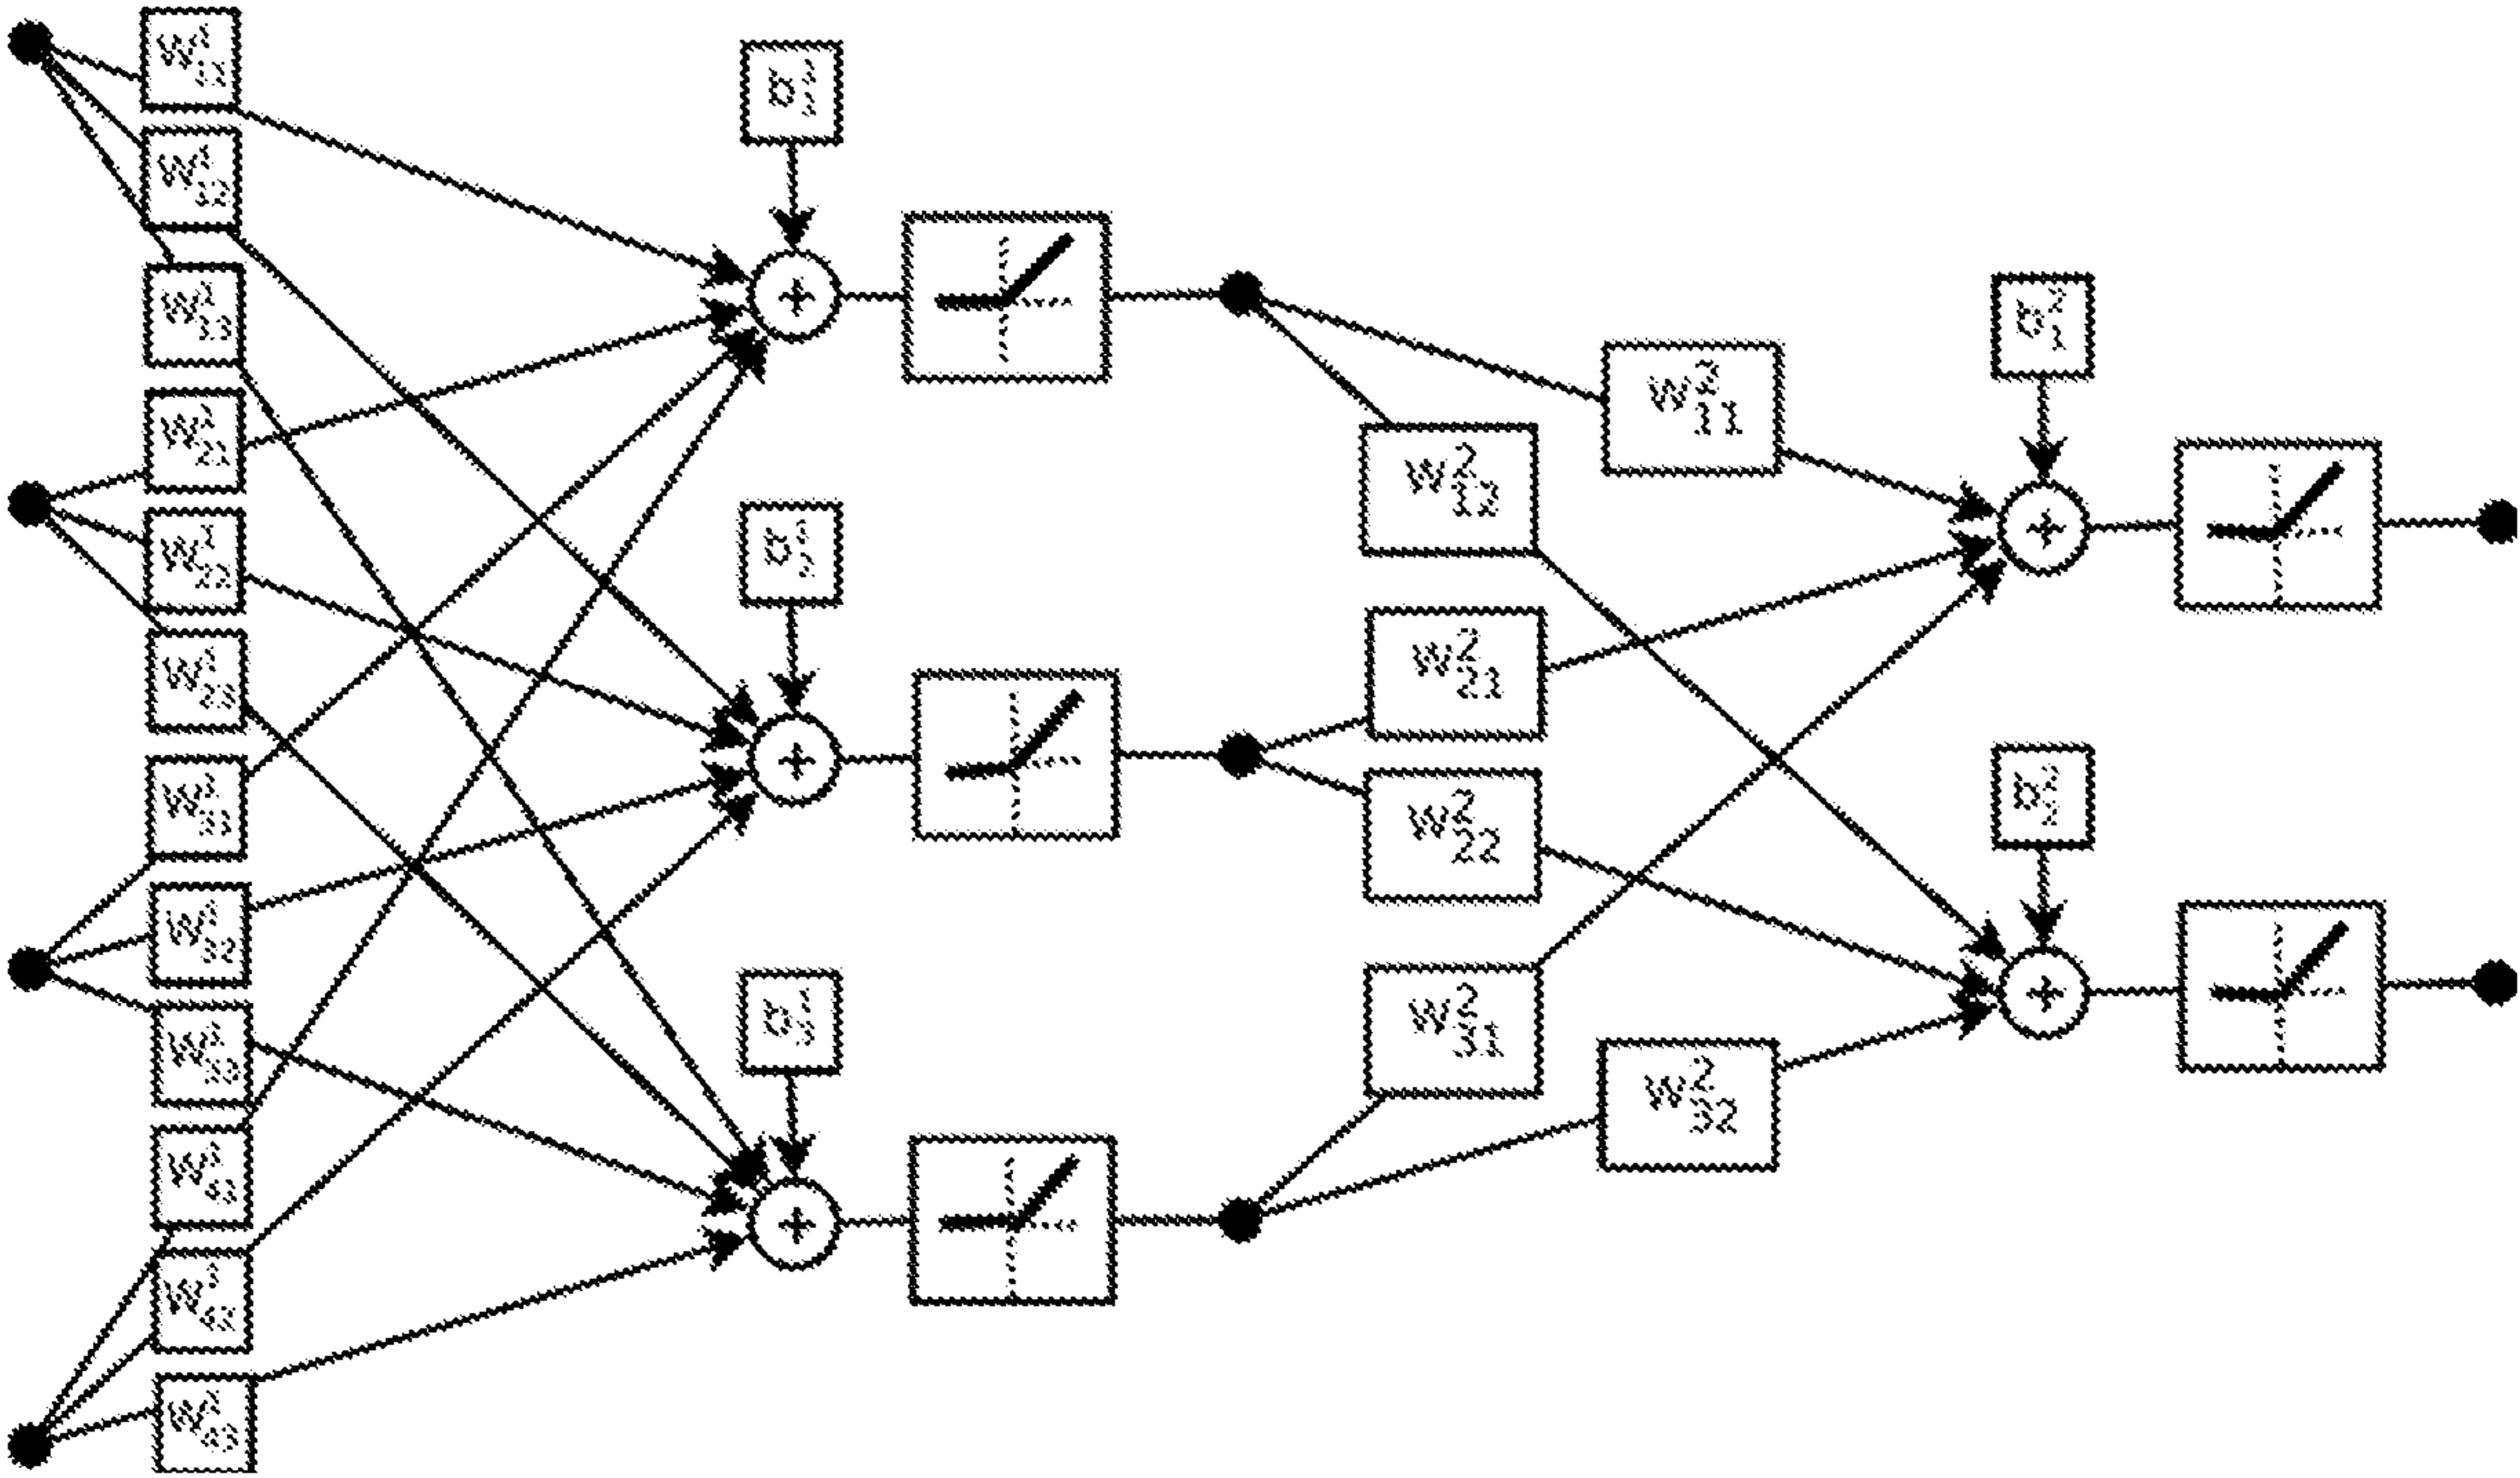 w¹₁₁
w¹₁₂
w¹₁₃
w¹₂₁
w¹₂₂
w¹₂₃
w¹₃₁
w¹₃₂
w¹₃₃
w¹₄₁
w¹₄₂
w¹₄₃
b¹₁
+
b¹₂
+
b¹₃
+
w²₁₁
w²₁₂
w²₂₁
w²₂₂
w²₃₁
w²₃₂
b²₁
+
b²₂
+